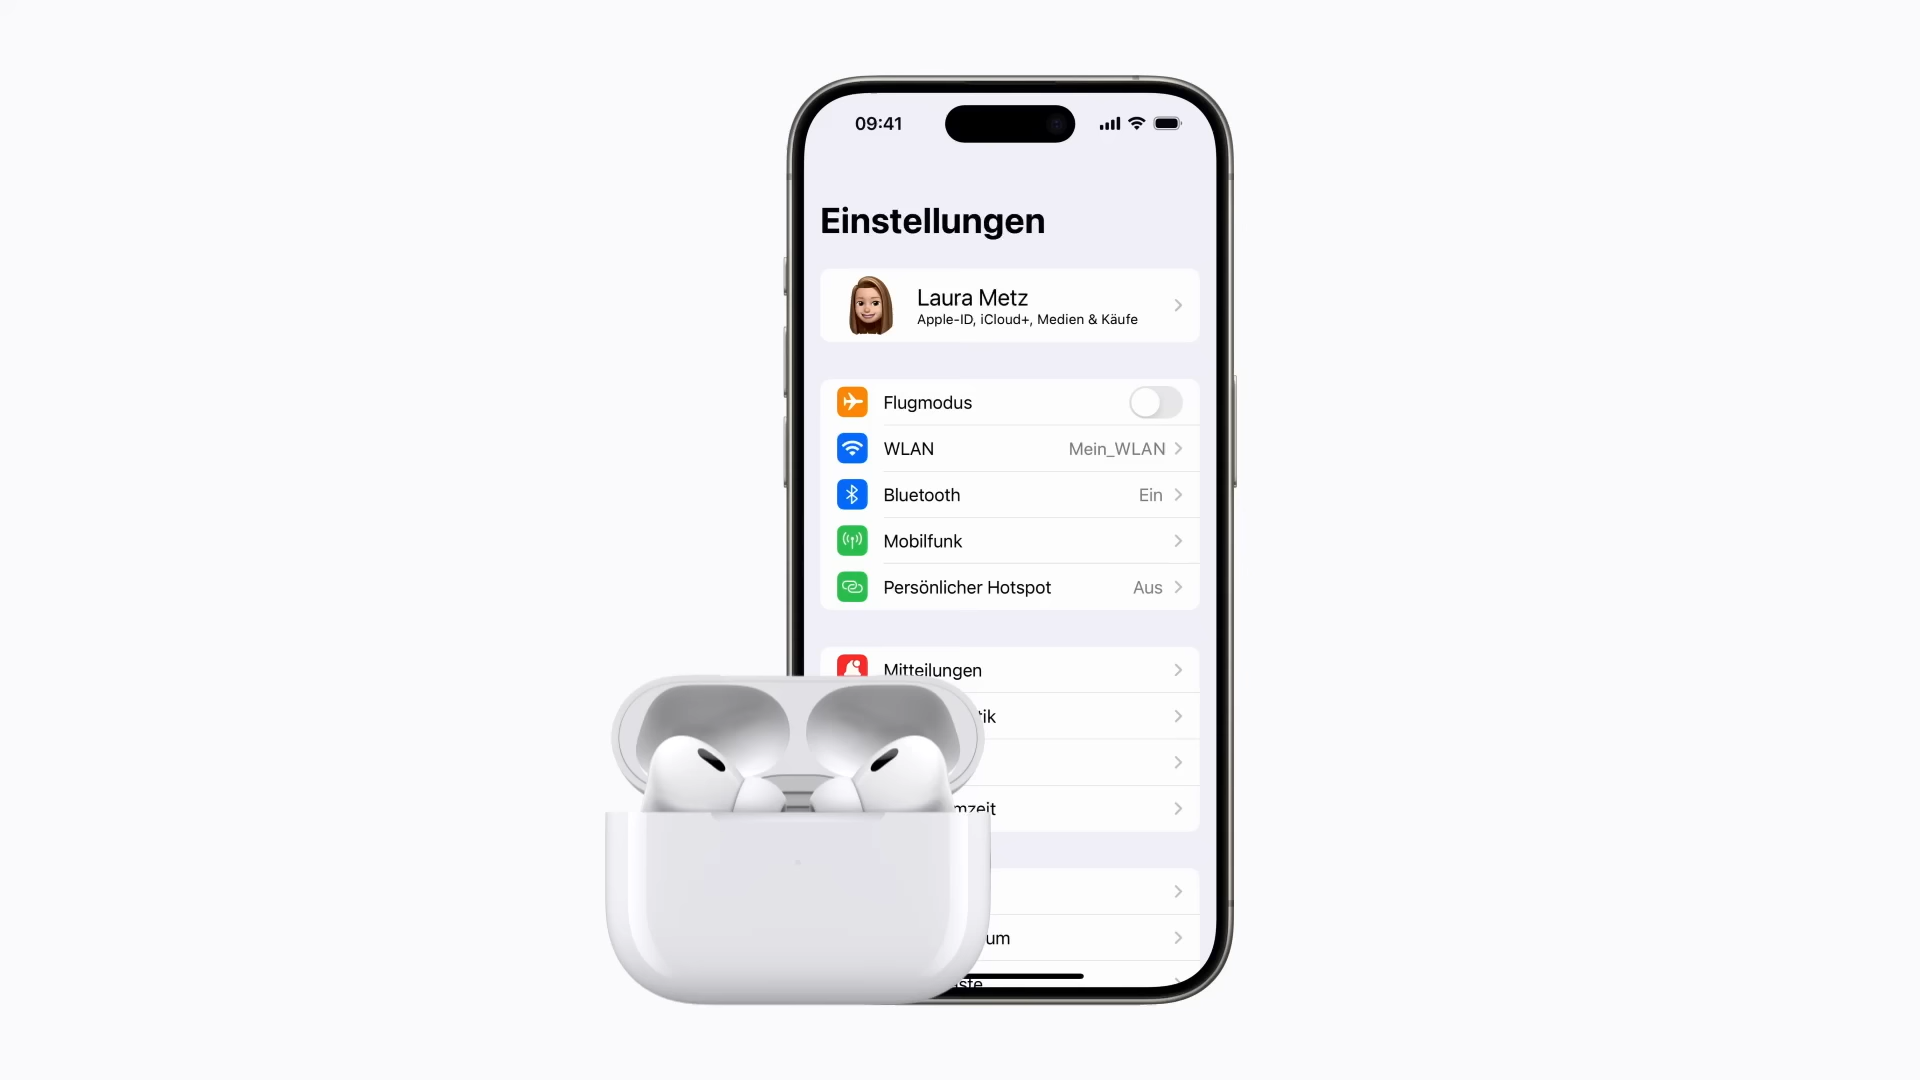 09:41
Einstellungen
Laura Metz
Apple-ID, iCloud+, Medien & Käufe
Flugmodus
WLAN Mein_WLAN
Bluetooth Ein
Mobilfunk
Persönlicher Hotspot Aus
Mitteilungen